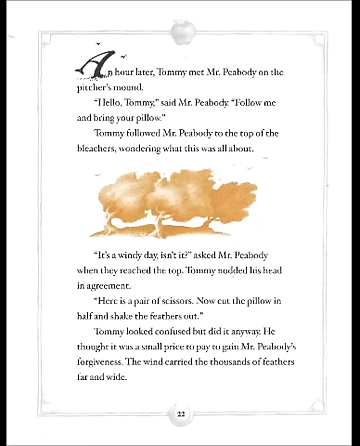 An hour later, Tommy met Mr. Peabody on the
pitcher's mound.
"Hello, Tommy," said Mr. Peabody. "Follow me
and bring your pillow."
Tommy followed Mr. Peabody to the top of the
bleachers, wondering what this was all about.
"It's a windy day, isn't it?" asked Mr. Peabody
when they reached the top. Tommy nodded his head
in agreement.
"Here is a pair of scissors. Now cut the pillow in
half and shake the feathers out."
Tommy looked confused but did it anyway. He
thought it was a small price to pay to gain Mr. Peabody's
forgiveness. The wind carried the thousands of feathers
far and wide.
22